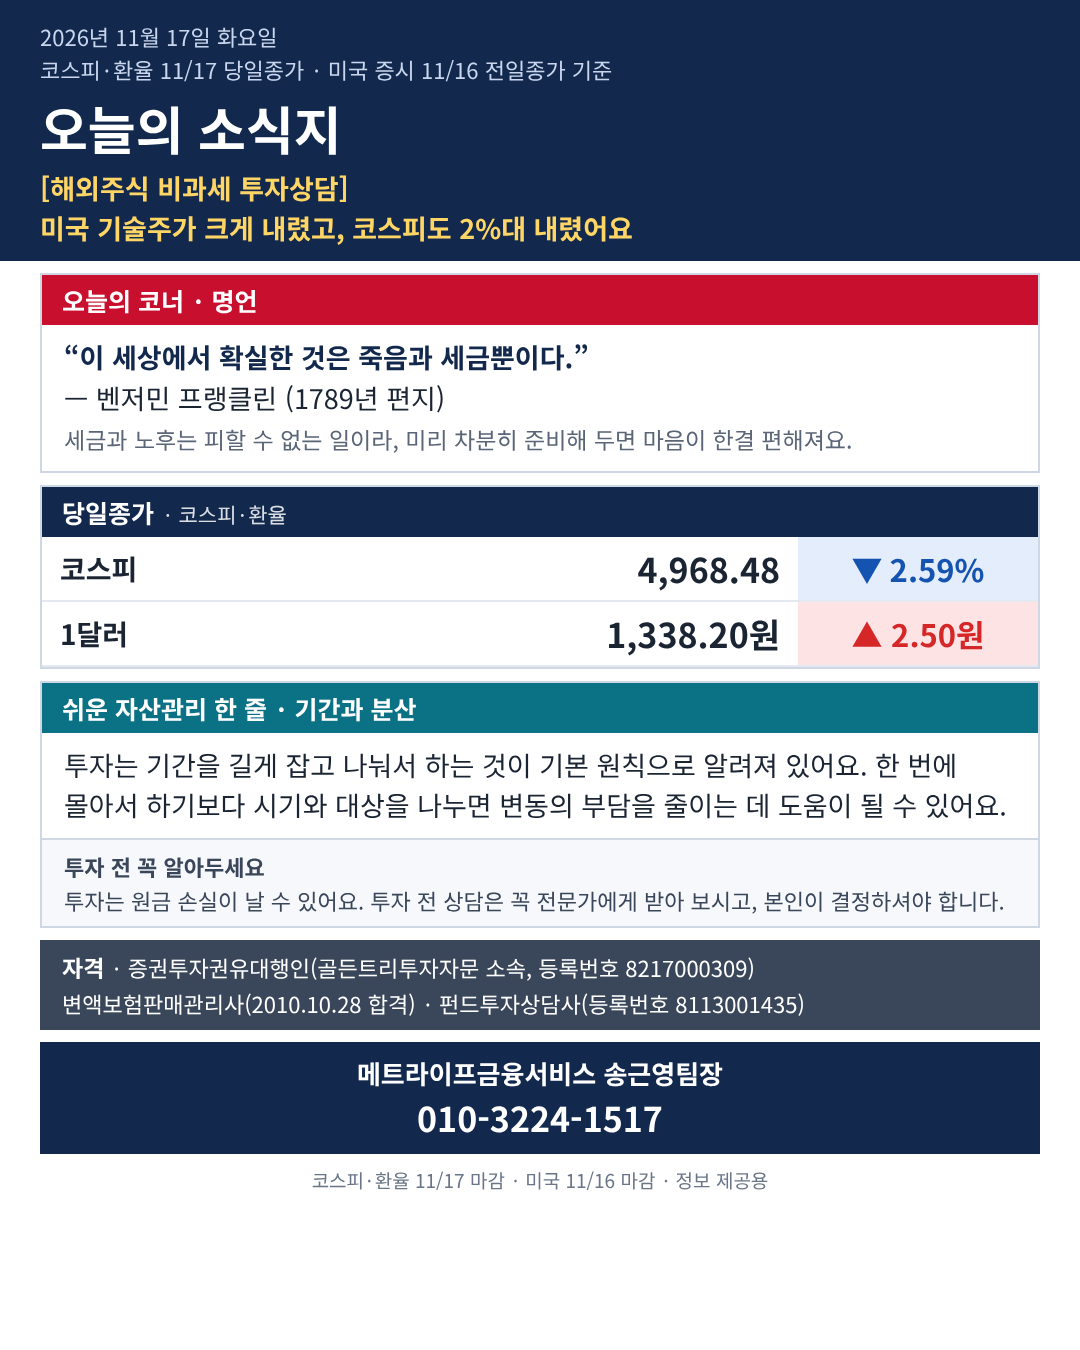 2026년 11월 17일 화요일
코스피·환율 11/17 당일종가 · 미국 증시 11/16 전일종가 기준
오늘의 소식지
[해외주식 비과세 투자상담]
미국 기술주가 크게 내렸고, 코스피도 2%대 내렸어요
오늘의 코너 · 명언
“이 세상에서 확실한 것은 죽음과 세금뿐이다.”
— 벤저민 프랭클린 (1789년 편지)
세금과 노후는 피할 수 없는 일이라, 미리 차분히 준비해 두면 마음이 한결 편해져요.
당일종가 · 코스피·환율
코스피 4,968.48 ▼ 2.59%
1달러 1,338.20원 ▲ 2.50원
쉬운 자산관리 한 줄 · 기간과 분산
투자는 기간을 길게 잡고 나눠서 하는 것이 기본 원칙으로 알려져 있어요. 한 번에
몰아서 하기보다 시기와 대상을 나누면 변동의 부담을 줄이는 데 도움이 될 수 있어요.
투자 전 꼭 알아두세요
투자는 원금 손실이 날 수 있어요. 투자 전 상담은 꼭 전문가에게 받아 보시고, 본인이 결정하셔야 합니다.
자격 · 증권투자권유대행인(골든트리투자자문 소속, 등록번호 8217000309)
변액보험판매관리사(2010.10.28 합격) · 펀드투자상담사(등록번호 8113001435)
메트라이프금융서비스 송근영팀장
010-3224-1517
코스피·환율 11/17 마감 · 미국 11/16 마감 · 정보 제공용